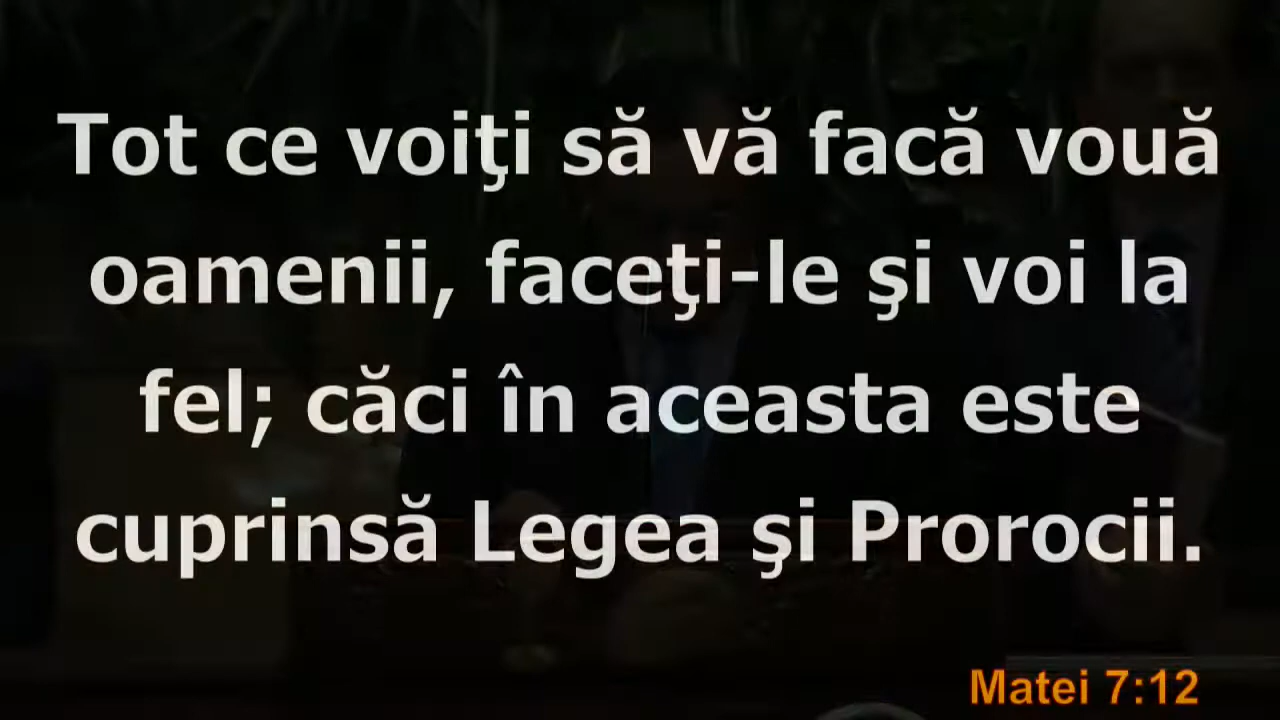 Tot ce voiţi să vă facă vouă
oamenii, faceţi-le şi voi la
fel; căci în aceasta este
cuprinsă Legea şi Prorocii.
Matei 7:12